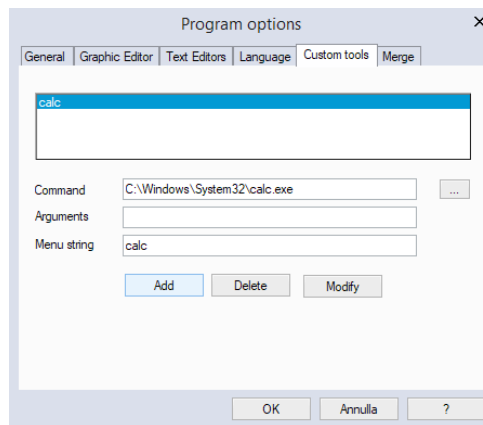 Program options
General Graphic Editor Text Editors Language Custom tools Merge
calc
Command C:\Windows\System32\calc.exe ...
Arguments
Menu string calc
Add Delete Modify
OK Annulla ?